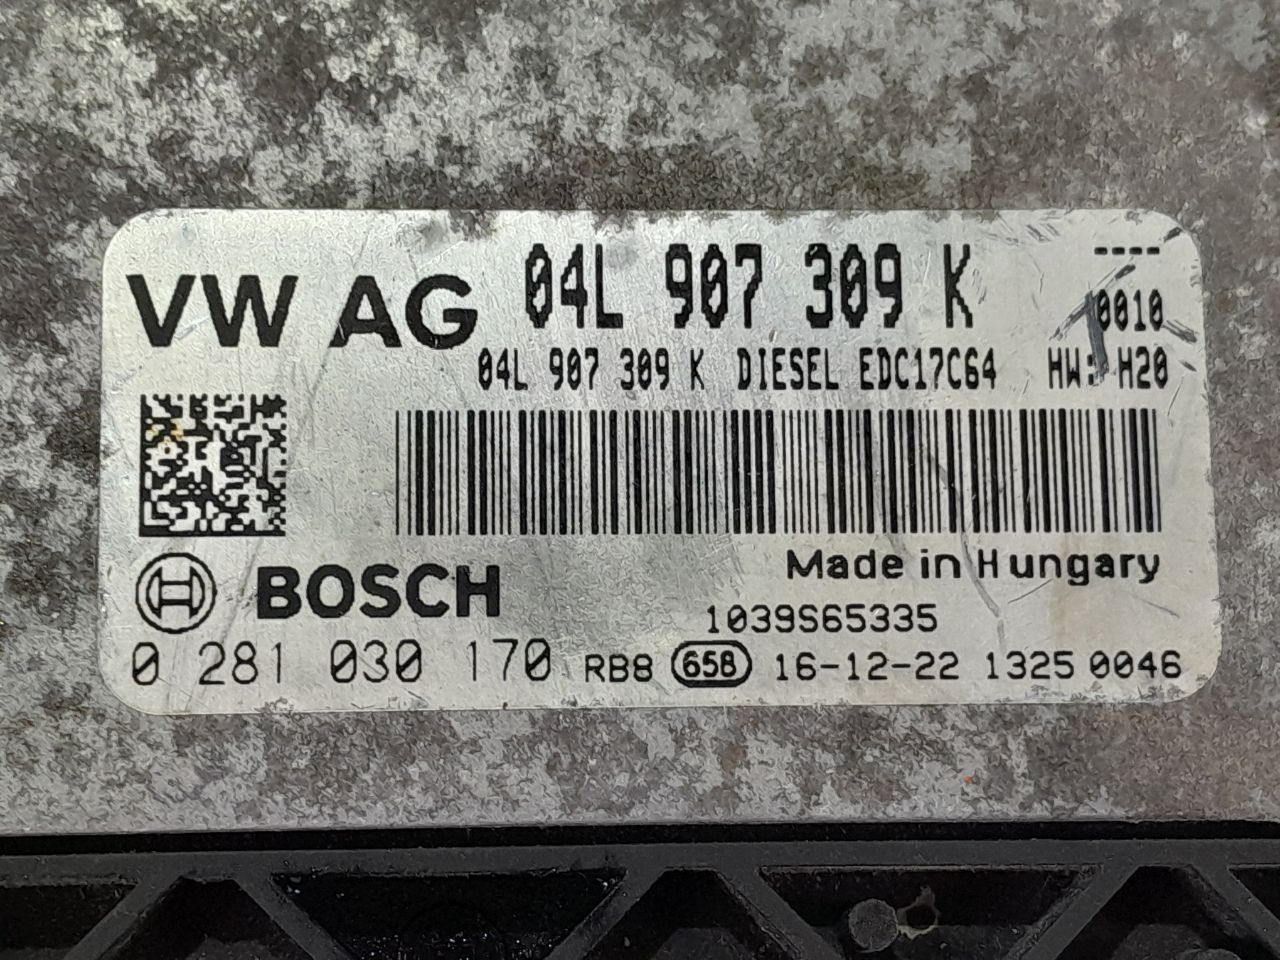 VW AG 04L 907 309 K ----
0010
04L 907 309 K DIESEL EDC17C64 HW: H20
Made in Hungary
BOSCH
1039S65335
0 281 030 170 RB8 658 16-12-22 1325 0046